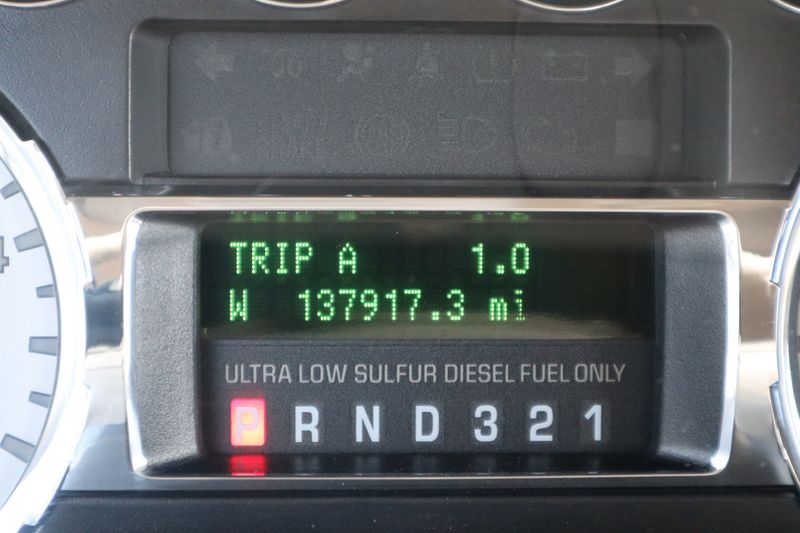 TRIP A 1.0
W 137917.3 mi
ULTRA LOW SULFUR DIESEL FUEL ONLY
P R N D 3 2 1